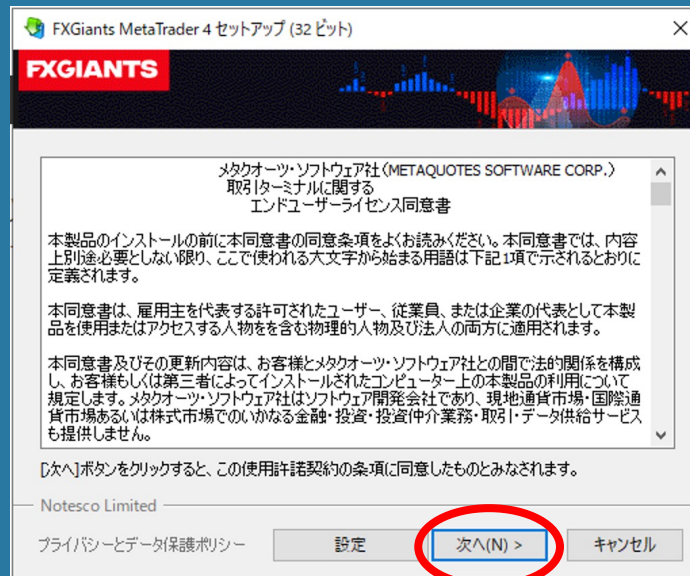 FXGiants MetaTrader 4 セットアップ (32 ビット)
FXGIANTS
メタクオーツ・ソフトウェア社(METAQUOTES SOFTWARE CORP.)
取引ターミナルに関する
エンドユーザーライセンス同意書
本製品のインストールの前に本同意書の同意条項をよくお読みください。本同意書では、内容
上別途必要としない限り、ここで使われる大文字から始まる用語は下記1項で示されるとおりに
定義されます。
本同意書は、雇用主を代表する許可されたユーザー、従業員、または企業の代表として本製
品を使用またはアクセスする人物をを含む物理的人物及び法人の両方に適用されます。
本同意書及びその更新内容は、お客様とメタクオーツ・ソフトウェア社との間で法的関係を構成
し、お客様もしくは第三者によってインストールされたコンピューター上の本製品の利用について
規定します。メタクオーツ・ソフトウェア社はソフトウェア開発会社であり、現地通貨市場・国際通
貨市場あるいは株式市場でのいかなる金融・投資・投資仲介業務・取引・データ供給サービス
も提供しません。
[次へ]ボタンをクリックすると、この使用許諾契約の条項に同意したものとみなされます。
Notesco Limited
プライバシーとデータ保護ポリシー 設定 次へ(N) > キャンセル